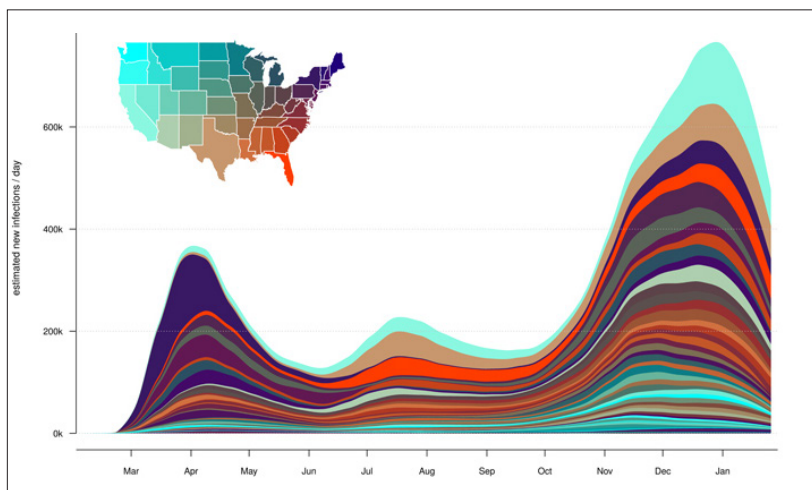 600k
400k
200k
0k
estimated new infections / day
Mar Apr May Jun Jul Aug Sep Oct Nov Dec Jan